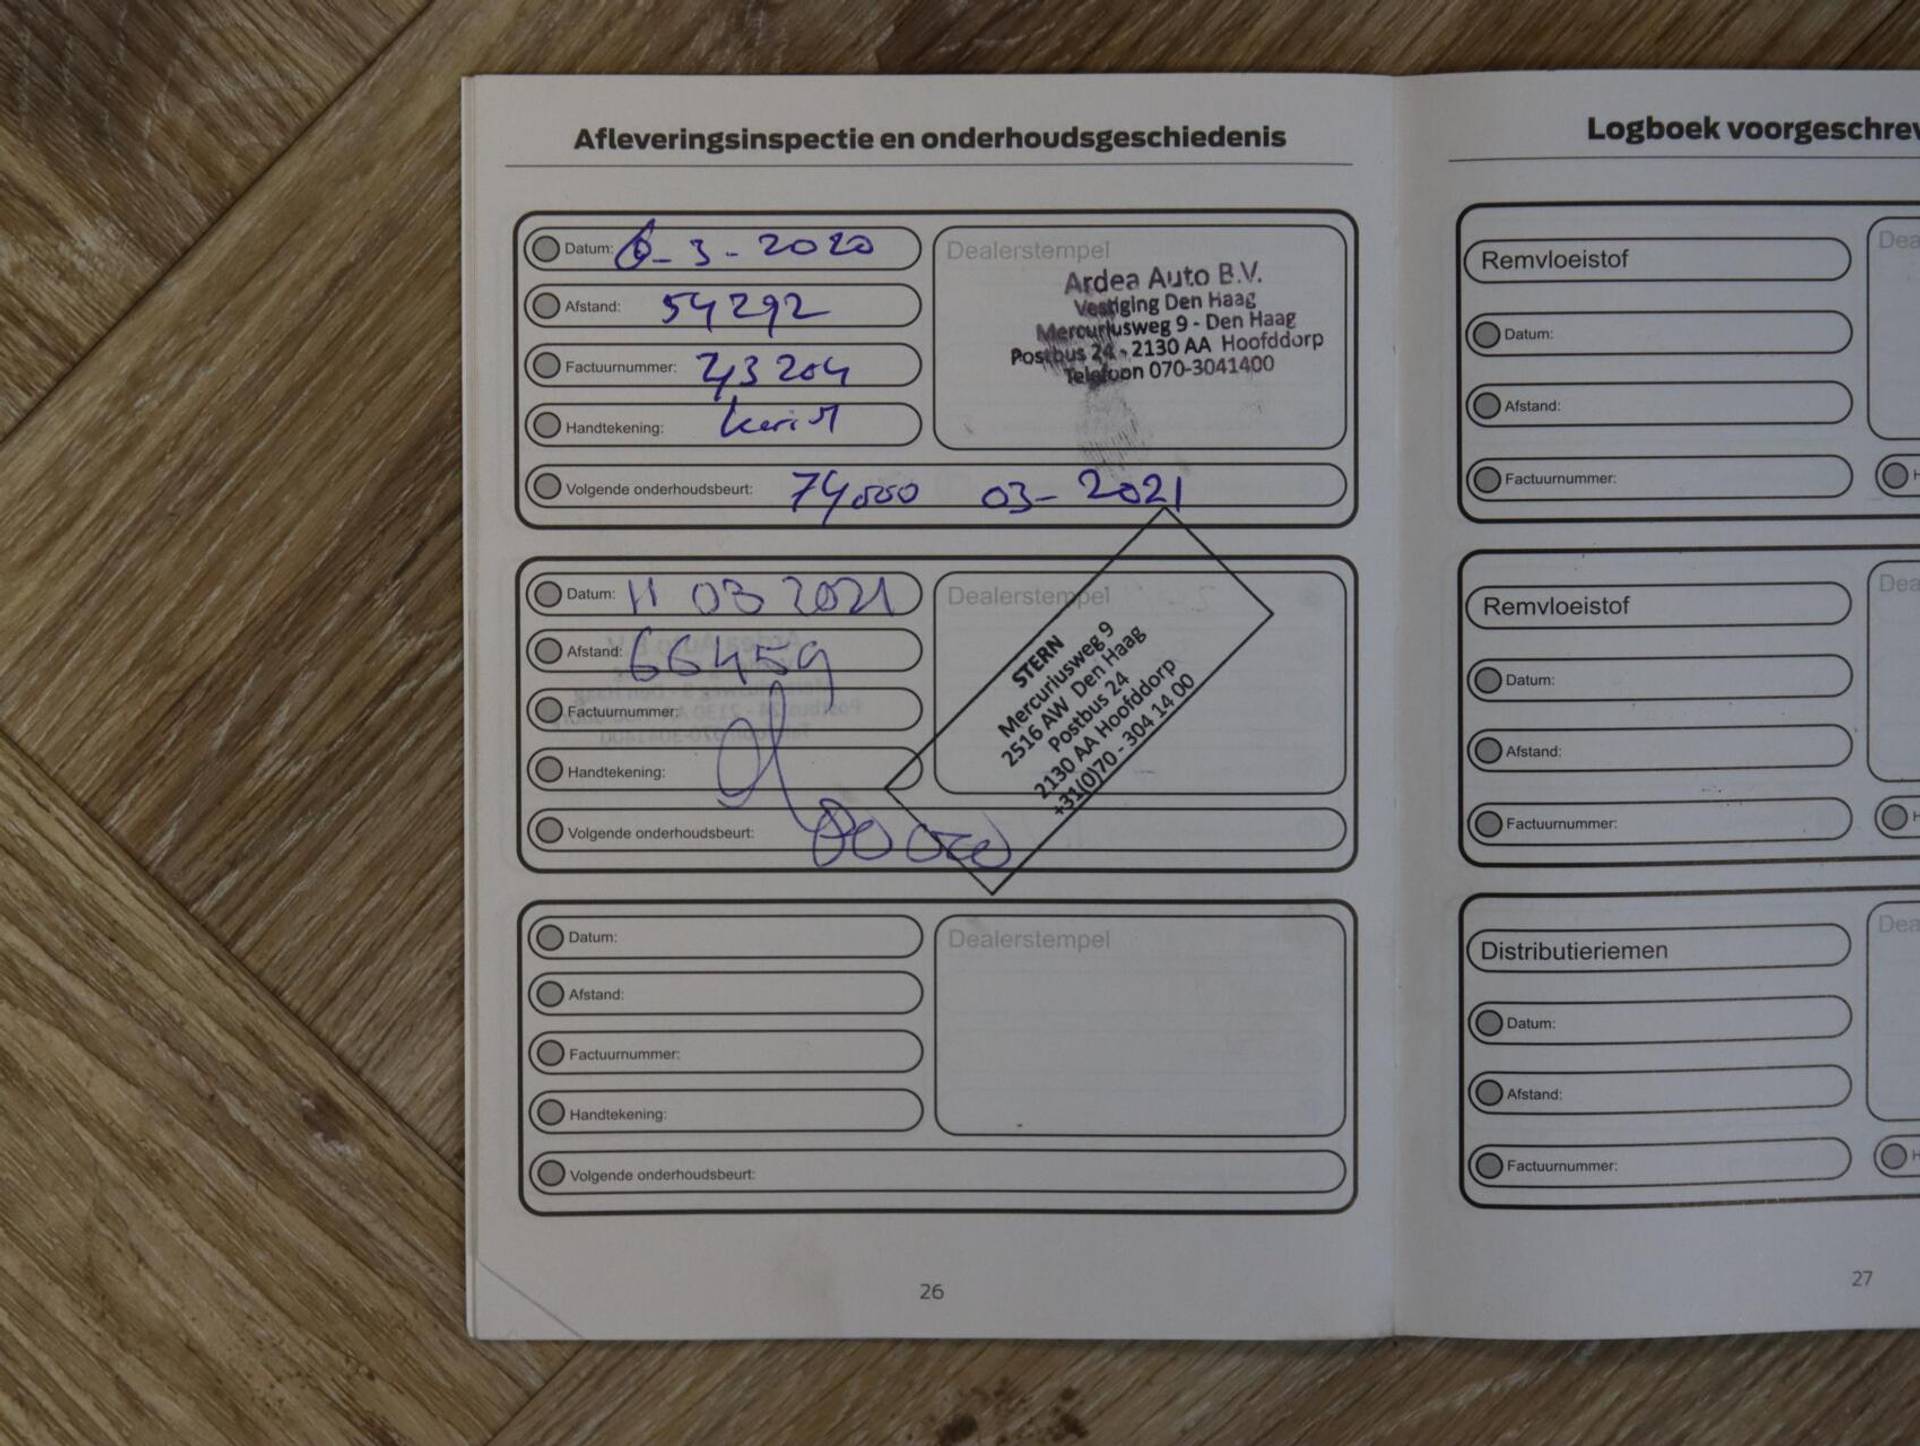 Afleveringsinspectie en onderhoudsgeschiedenis
Datum: 6-3-2020
Afstand: 54292
Factuurnummer:
Handtekening:
Volgende onderhoudsbeurt: 74,000 03-2021
Dealerstempel
Ardea Auto B.V.
Vestiging Den Haag
Mercuriusweg 9 - Den Haag
Postbus 24 - 2130 AA Hoofddorp
Telefoon 070-3041400
Datum: 11 03 2021
Afstand: 66459
Factuurnummer:
Handtekening:
Volgende onderhoudsbeurt: 80 000
Dealerstempel
STERN
Mercuriusweg 9
2516 AW Den Haag
Postbus 24
2130 AA Hoofddorp
+31(0)70 - 304 14 00
Datum:
Afstand:
Factuurnummer:
Handtekening:
Volgende onderhoudsbeurt:
Dealerstempel
26
Logboek
Remvloeistof
Datum:
Afstand:
Factuurnummer:
Remvloeistof
Datum:
Afstand:
Factuurnummer:
Distributieriemen
Datum:
Afstand:
Factuurnummer:
27